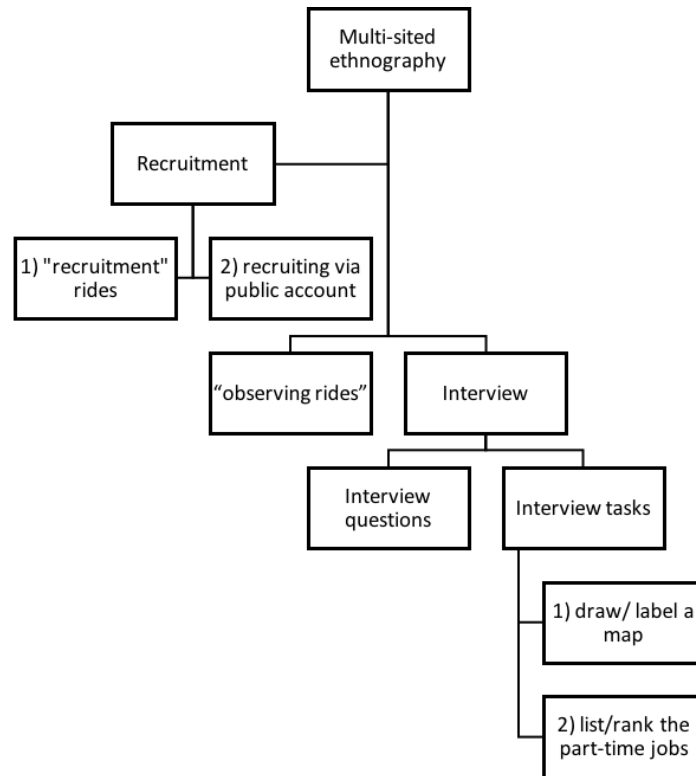 Multi-sited
ethnography
Recruitment
1) "recruitment"
rides
2) recruiting via
public account
“observing rides”
Interview
Interview
questions
Interview tasks
1) draw/ label a
map
2) list/rank the
part-time jobs